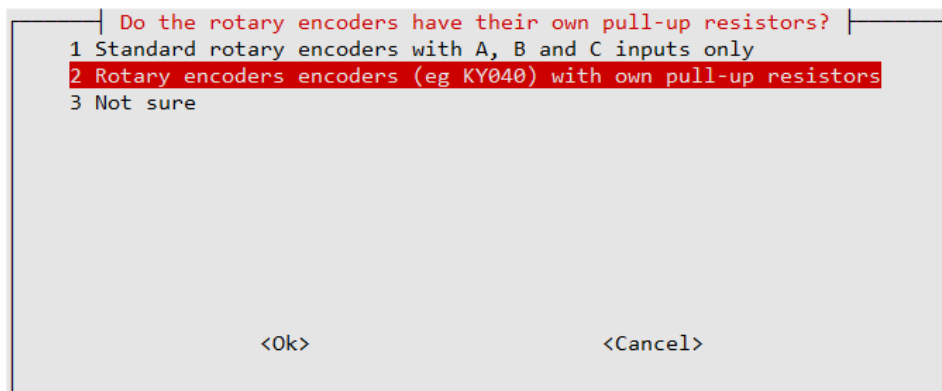 Do the rotary encoders have their own pull-up resistors?
1 Standard rotary encoders with A, B and C inputs only
2 Rotary encoders encoders (eg KY040) with own pull-up resistors
3 Not sure
<Ok> <Cancel>